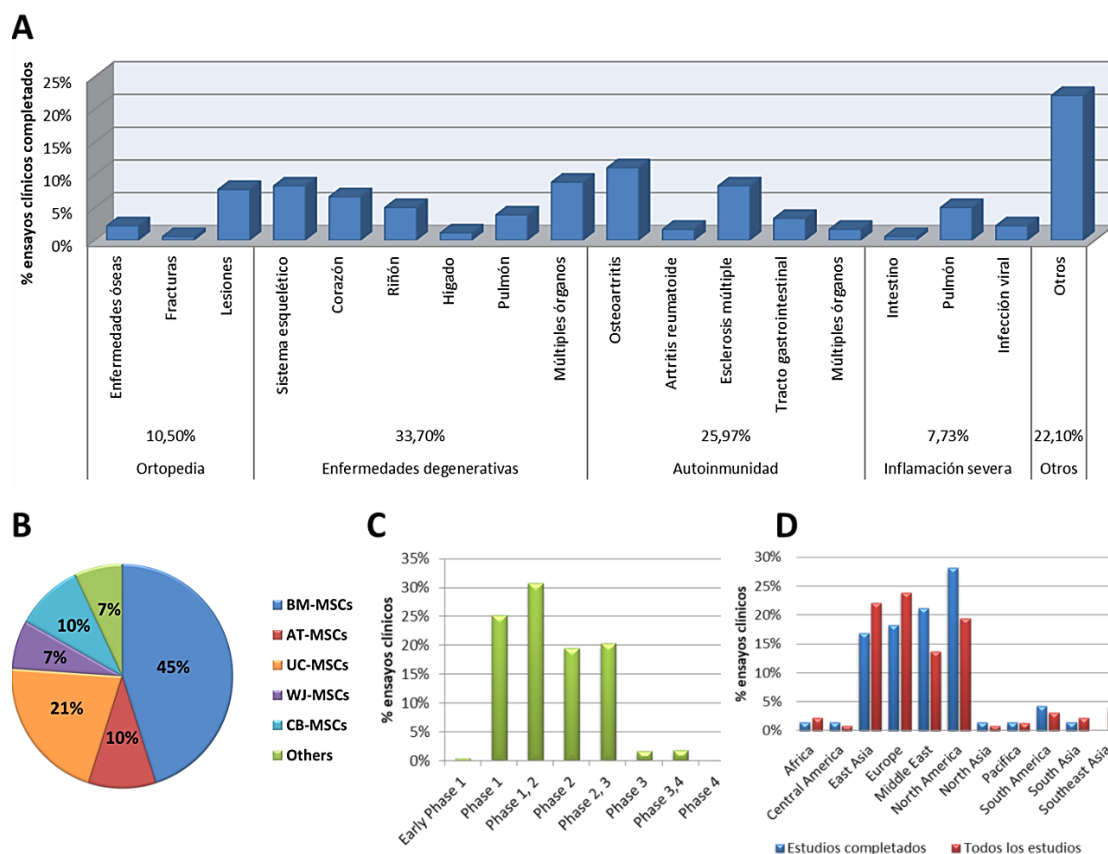 A
% ensayos clínicos completados
25%
20%
15%
10%
5%
0%
Enfermedades óseas
Fracturas
Lesiones
Sistema esquelético
Corazón
Riñón
Hígado
Pulmón
Múltiples órganos
Osteoartritis
Artritis reumatoide
Esclerosis múltiple
Tracto gastrointestinal
Múltiples órganos
Intestino
Pulmón
Infección viral
Otros
10,50% 33,70% 25,97% 7,73% 22,10%
Ortopedia Enfermedades degenerativas Autoinmunidad Inflamación severa Otros
B
45%
10%
21%
7%
10%
7%
BM-MSCs
AT-MSCs
UC-MSCs
WJ-MSCs
CB-MSCs
Others
C
% ensayos clínicos
35%
30%
25%
20%
15%
10%
5%
0%
Early Phase 1
Phase 1
Phase 1, 2
Phase 2
Phase 2, 3
Phase 3
Phase 3,4
Phase 4
D
% ensayos clínicos
30%
25%
20%
15%
10%
5%
0%
Africa
Central America
East Asia
Europe
Middle East
North America
North Asia
Pacifica
South America
South Asia
Southeast Asia
Estudios completados Todos los estudios